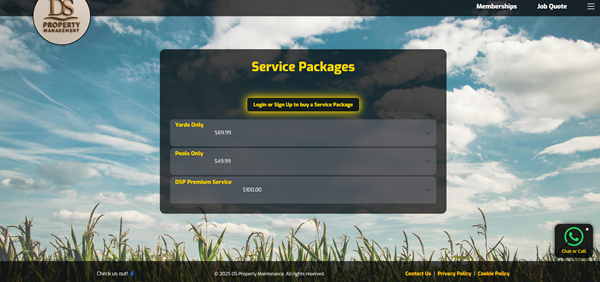 DS
PROPERTY
MANAGEMENT
Memberships
Job Quote
Service Packages
Login or Sign Up to buy a Service Package
Yards Only
$69.99
Pools Only
$49.99
DSP Premium Service
$100.00
Chat or Call
Check us out!
© 2025 DS Property Maintenance. All rights reserved.
Contact Us | Privacy Policy | Cookie Policy